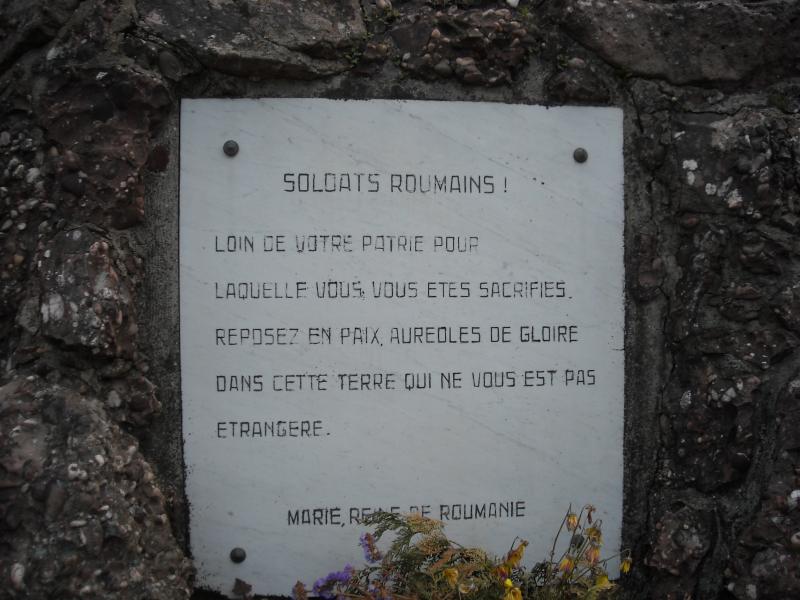 SOLDATS ROUMAINS !
LOIN DE VOTRE PATRIE POUR
LAQUELLE VOUS, VOUS ETES SACRIFIES.
REPOSEZ EN PAIX, AUREOLES DE GLOIRE
DANS CETTE TERRE QUI NE VOUS EST PAS
ETRANGERE.
MARIE, REINE DE ROUMANIE